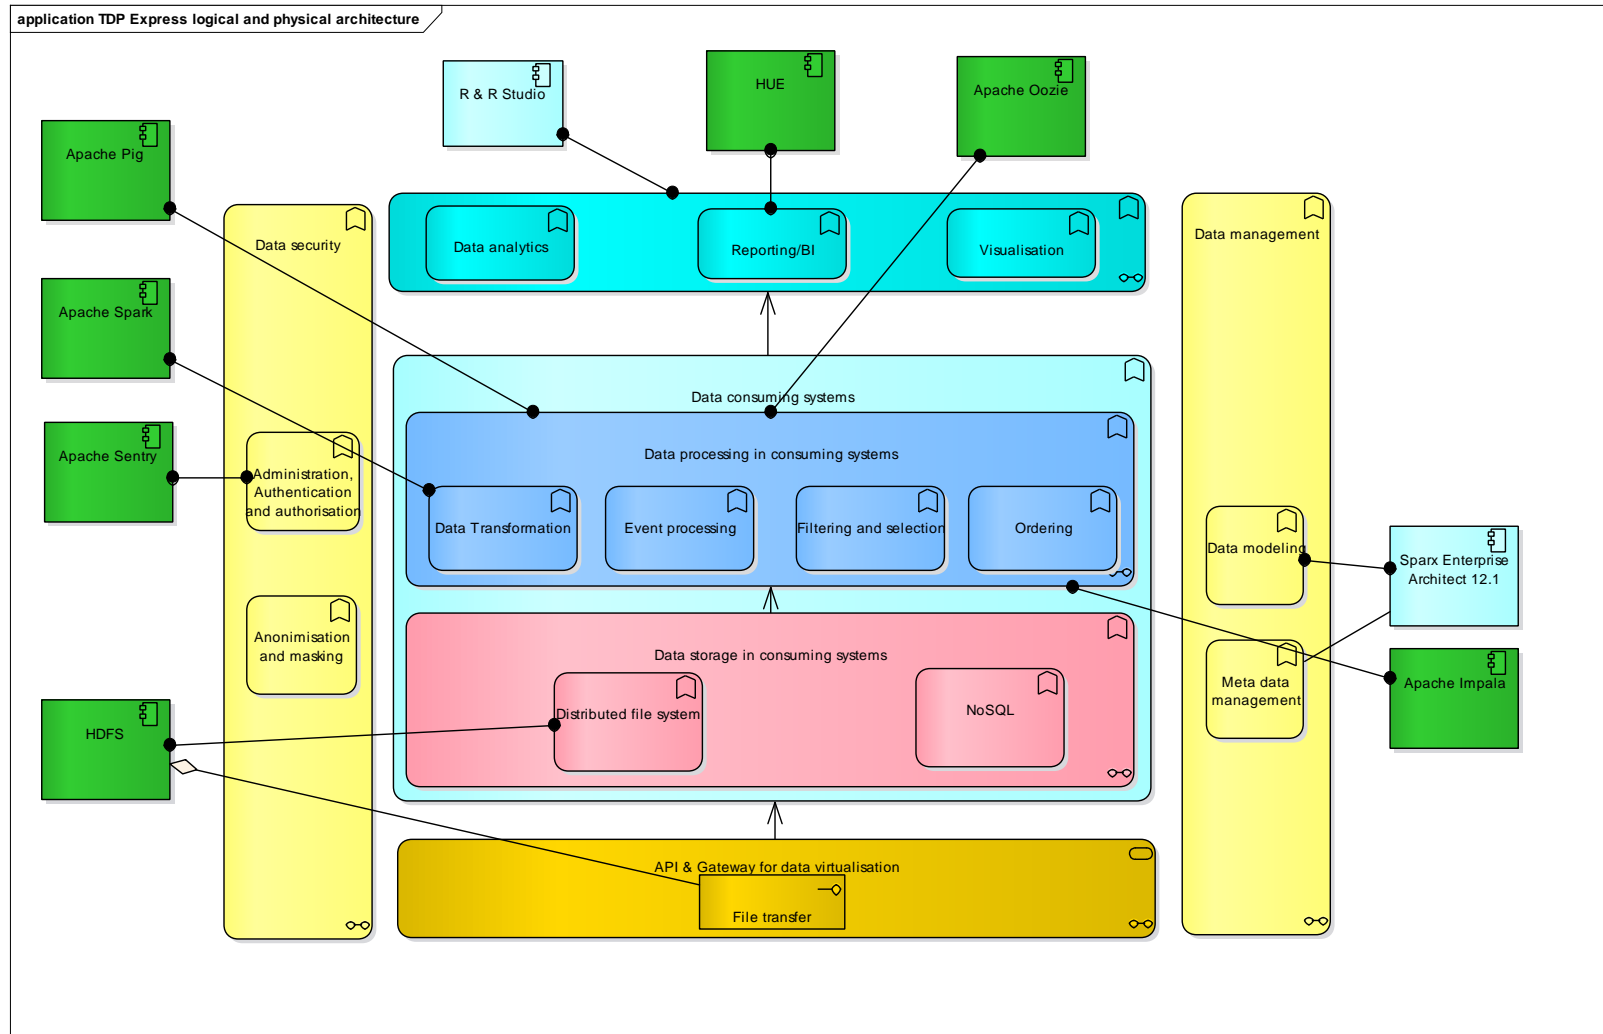 application TDP Express logical and physical architecture
R & R Studio
HUE
Apache Oozie
Apache Pig
Data security
Data analytics
Reporting/BI
Visualisation
Data management
Apache Spark
Data consuming systems
Apache Sentry
Administration,
Authentication
and authorisation
Data processing in consuming systems
Data Transformation
Event processing
Filtering and selection
Ordering
Data modeling
Sparx Enterprise
Architect 12.1
Anonimisation
and masking
Data storage in consuming systems
Distributed file system
NoSQL
Meta data
management
Apache Impala
HDFS
API & Gateway for data virtualisation
File transfer